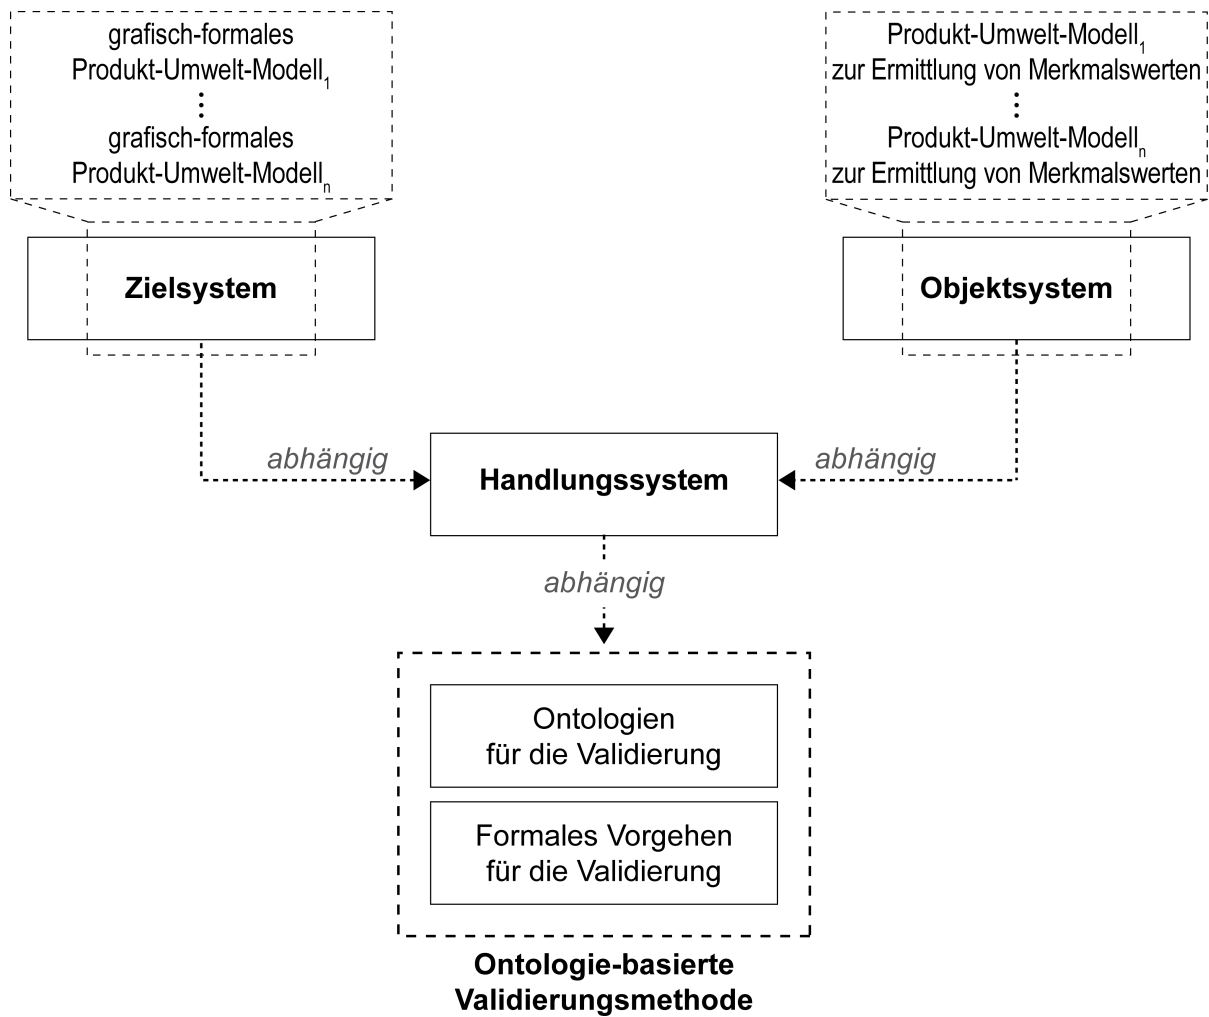 grafisch-formales
Produkt-Umwelt-Modell₁
grafisch-formales
Produkt-Umwelt-Modellₙ
Produkt-Umwelt-Modell₁
zur Ermittlung von Merkmalswerten
Produkt-Umwelt-Modellₙ
zur Ermittlung von Merkmalswerten
Zielsystem
Objektsystem
abhängig
Handlungssystem
abhängig
abhängig
Ontologien
für die Validierung
Formales Vorgehen
für die Validierung
Ontologie-basierte
Validierungsmethode